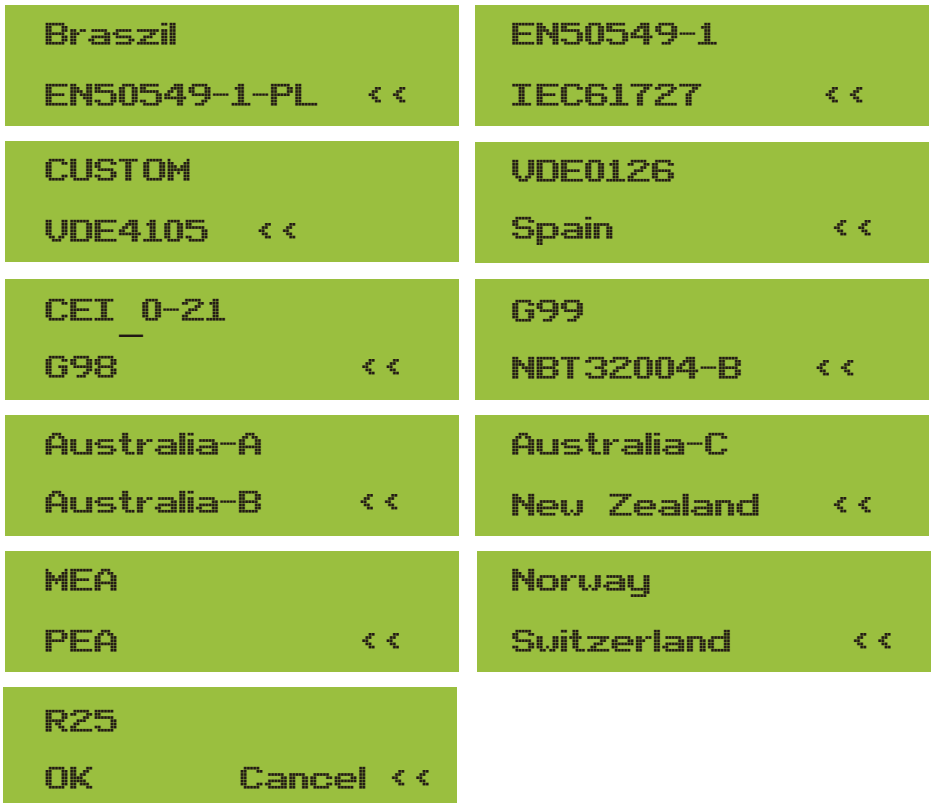 Braszil
EN50549-1-PL <<
EN50549-1
IEC61727 <<
CUSTOM
VDE4105 <<
VDE0126
Spain <<
CEI_0-21
G98 <<
G99
NBT32004-B <<
Australia-A
Australia-B <<
Australia-C
New Zealand <<
MEA
PEA <<
Norway
Switzerland <<
R25
OK Cancel <<